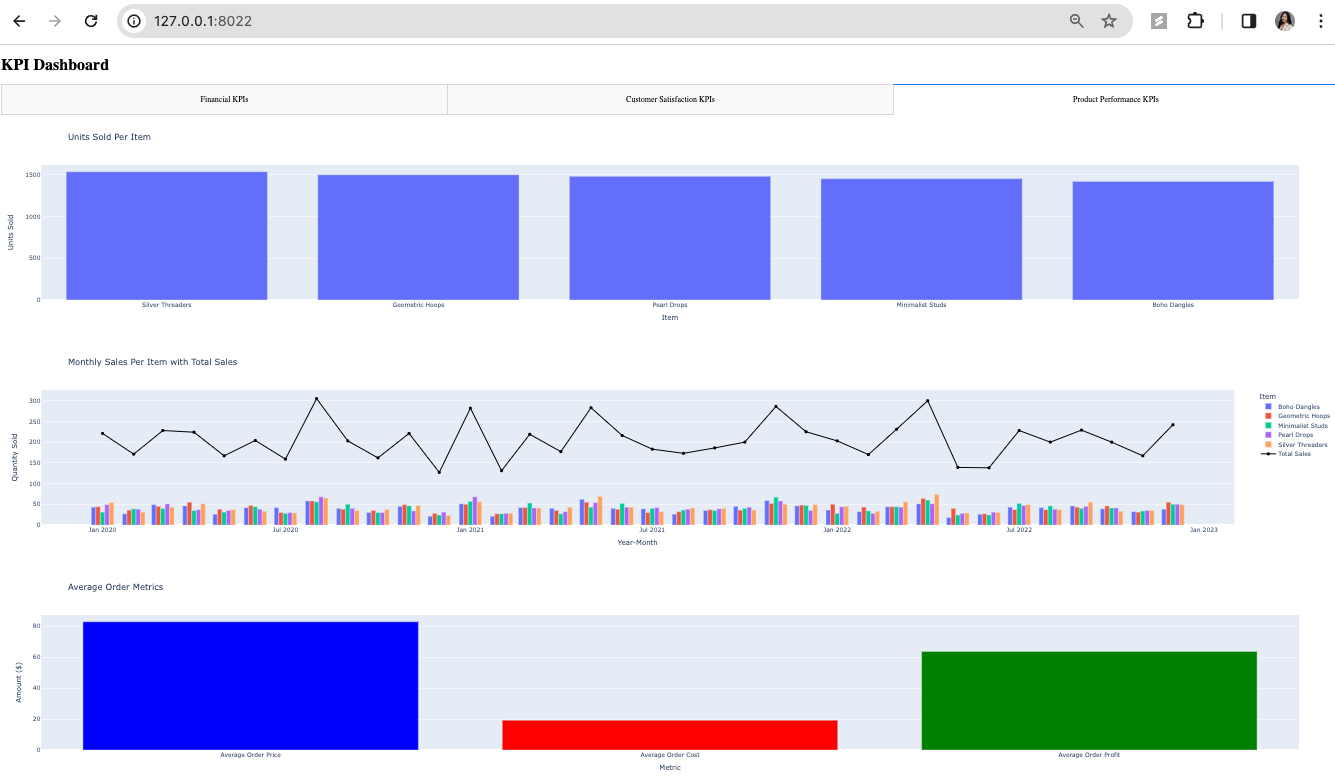 127.0.0.1:8022
KPI Dashboard
Financial KPIs
Customer Satisfaction KPIs
Product Performance KPIs
Units Sold Per Item
Units Sold
1500
1000
500
0
Silver Threaders
Geometric Hoops
Pearl Drops
Minimalist Studs
Boho Dangles
Item
Monthly Sales Per Item with Total Sales
Quantity Sold
300
250
200
150
100
50
0
Jan 2020
Jul 2020
Jan 2021
Jul 2021
Jan 2022
Jul 2022
Jan 2023
Year-Month
Item
Boho Dangles
Geometric Hoops
Minimalist Studs
Pearl Drops
Silver Threaders
Total Sales
Average Order Metrics
Amount ($)
80
60
40
20
0
Average Order Price
Average Order Cost
Average Order Profit
Metric